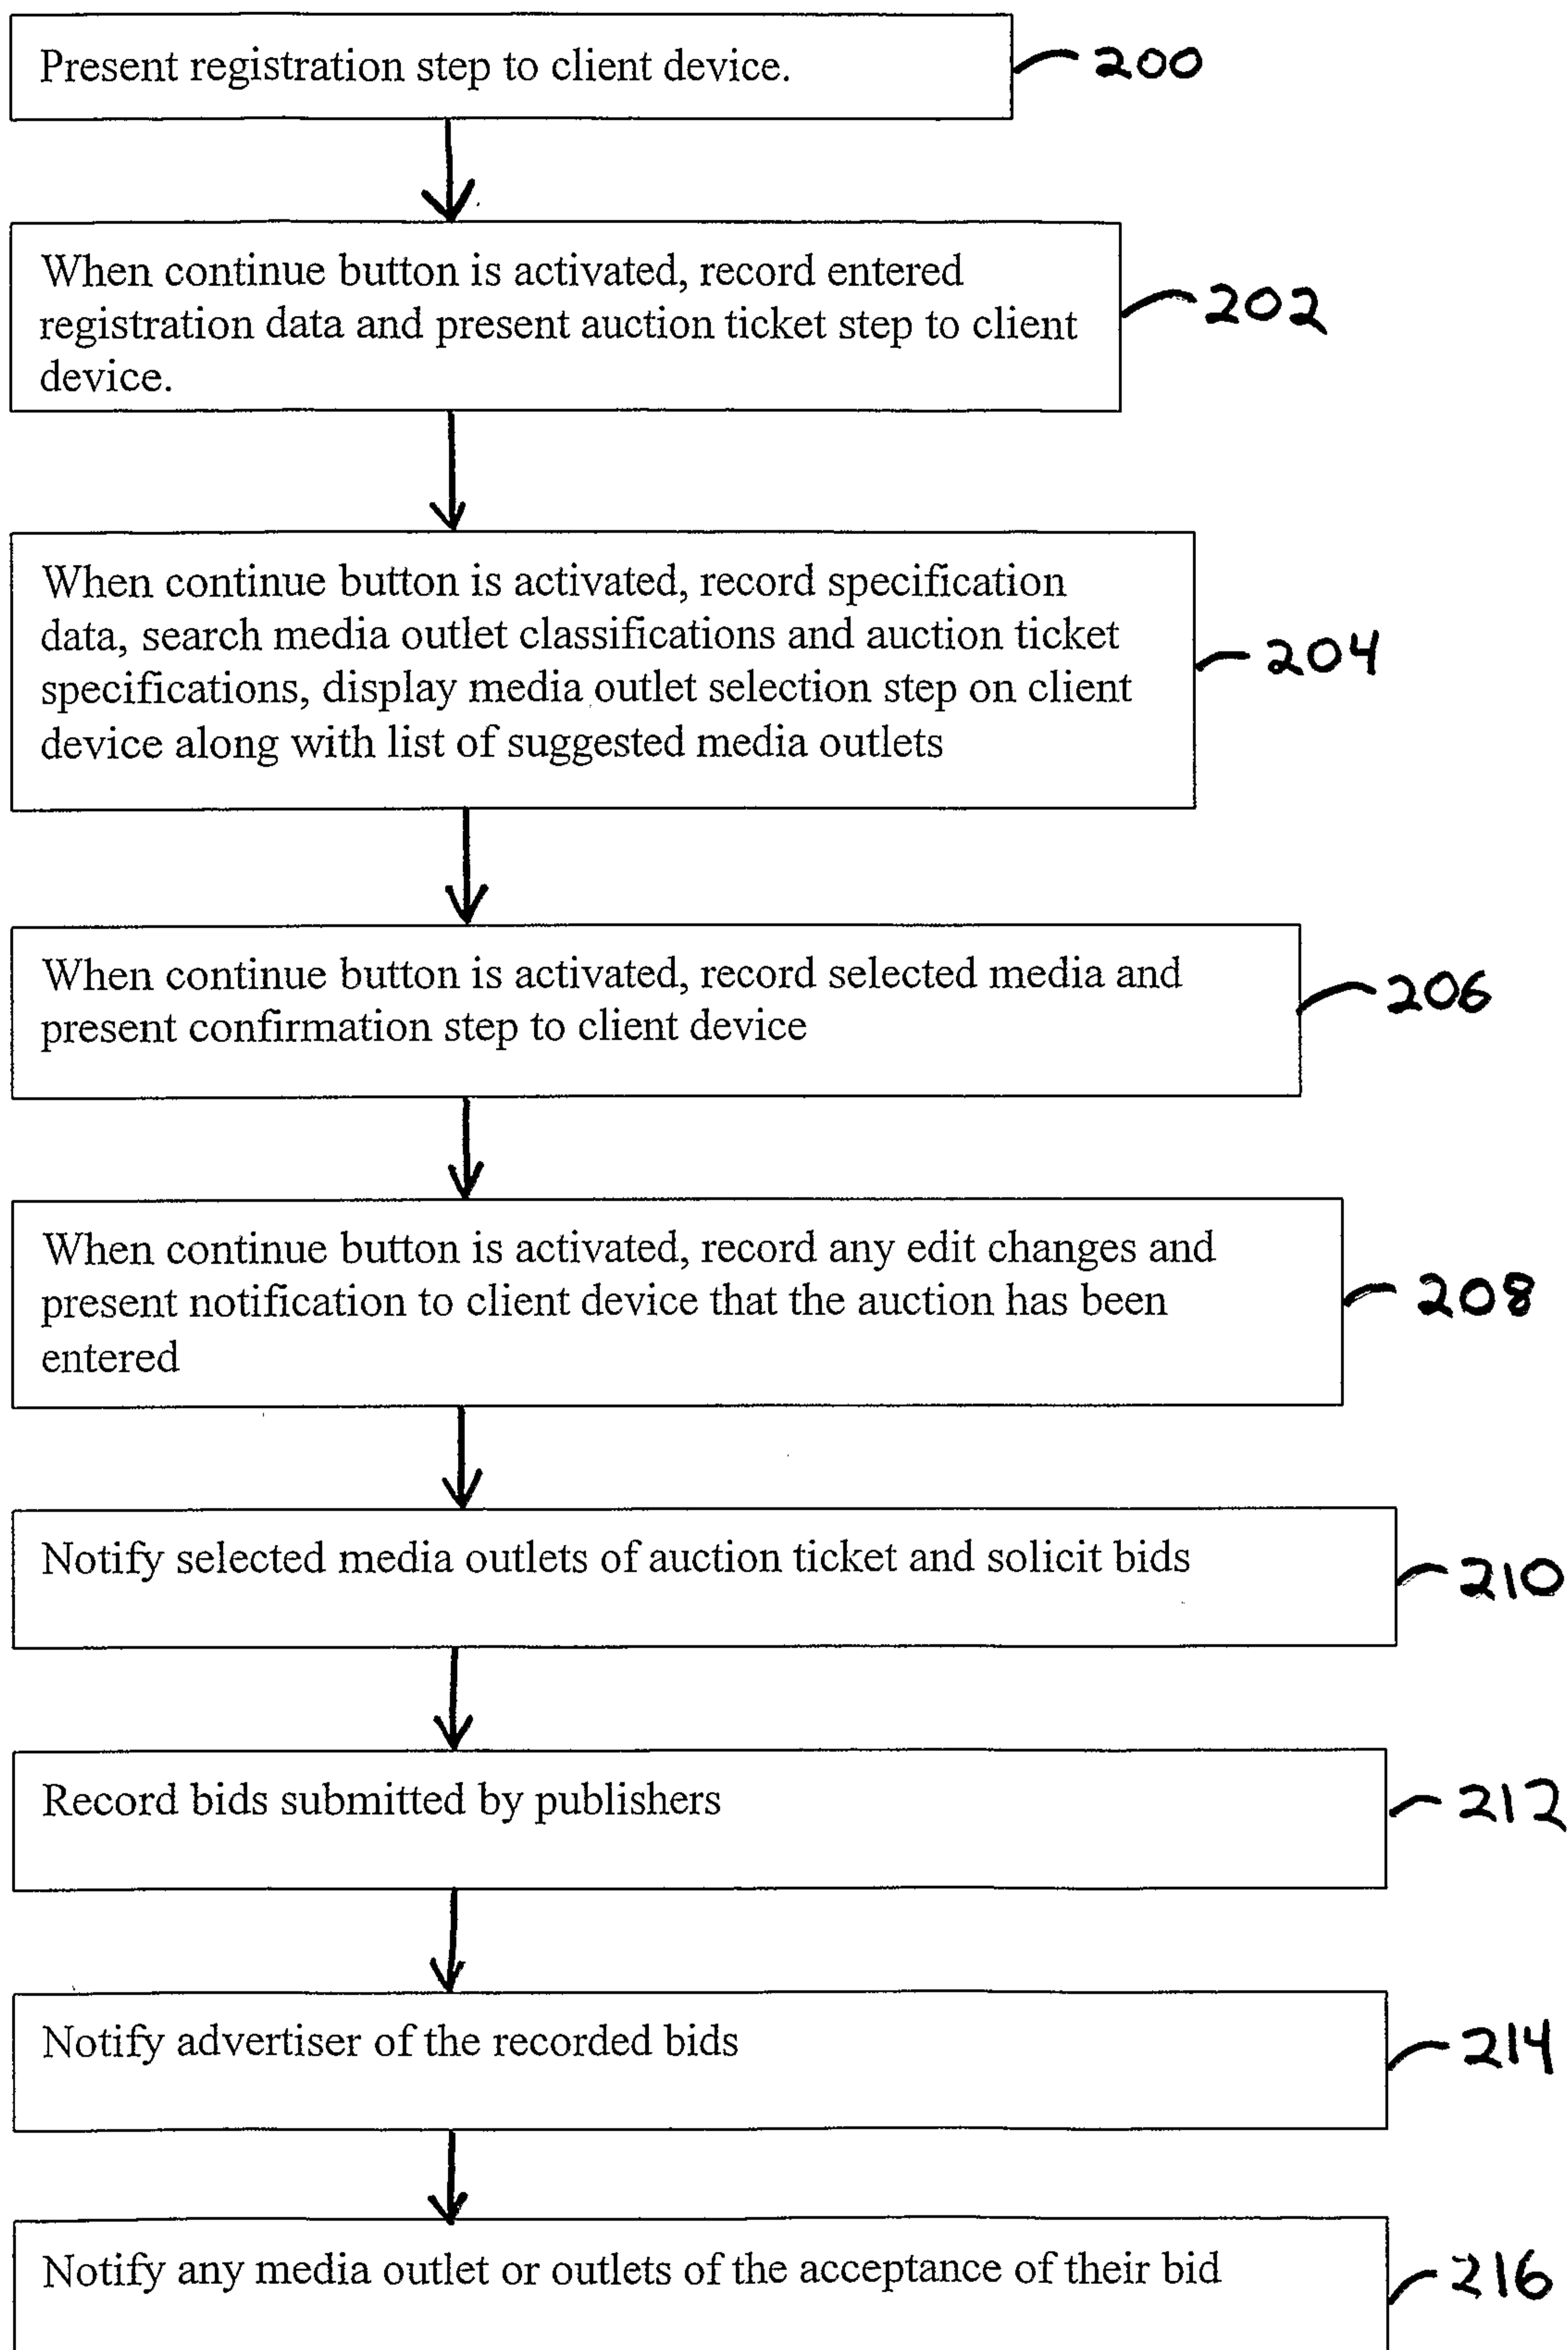 Present registration step to client device.
200
When continue button is activated, record entered
registration data and present auction ticket step to client
device.
202
When continue button is activated, record specification
data, search media outlet classifications and auction ticket
specifications, display media outlet selection step on client
device along with list of suggested media outlets
204
When continue button is activated, record selected media and
present confirmation step to client device
206
When continue button is activated, record any edit changes and
present notification to client device that the auction has been
entered
208
Notify selected media outlets of auction ticket and solicit bids
210
Record bids submitted by publishers
212
Notify advertiser of the recorded bids
214
Notify any media outlet or outlets of the acceptance of their bid
216